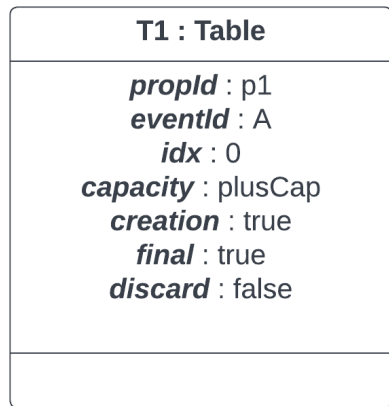 T1 : Table
propId : p1
eventId : A
idx : 0
capacity : plusCap
creation : true
final : true
discard : false